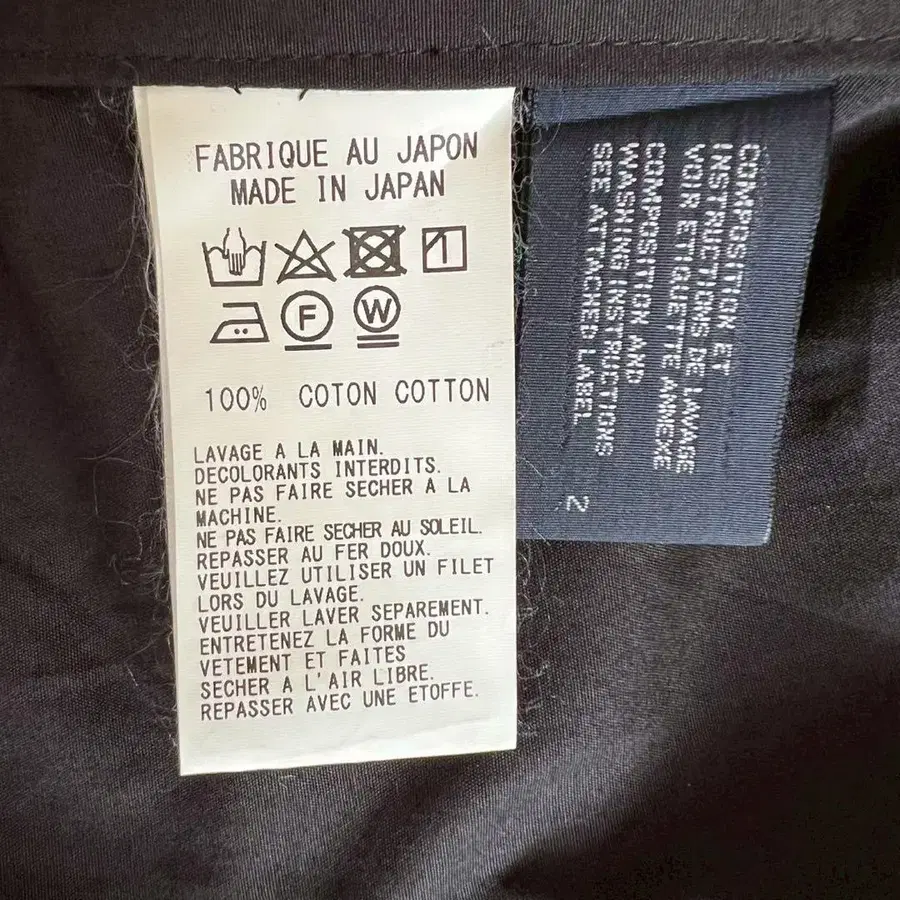 FABRIQUE AU JAPON
MADE IN JAPAN
F
W
100% COTON COTTON
LAVAGE A LA MAIN.
DECOLORANTS INTERDITS.
NE PAS FAIRE SECHER A LA
MACHINE.
NE PAS FAIRE SECHER AU SOLEIL.
REPASSER AU FER DOUX.
VEUILLEZ UTILISER UN FILET
LORS DU LAVAGE.
VEUILLER LAVER SEPAREMENT.
ENTRETENEZ LA FORME DU
VETEMENT ET FAITES
SECHER A L'AIR LIBRE.
REPASSER AVEC UNE ETOFFE.
COMPOSITION ET
INSTRUCTIONS DE LAVAGE
VOIR ETIQUETTE ANNEXE
COMPOSITION AND
WASHING INSTRUCTIONS
SEE ATTACHED LABEL
2